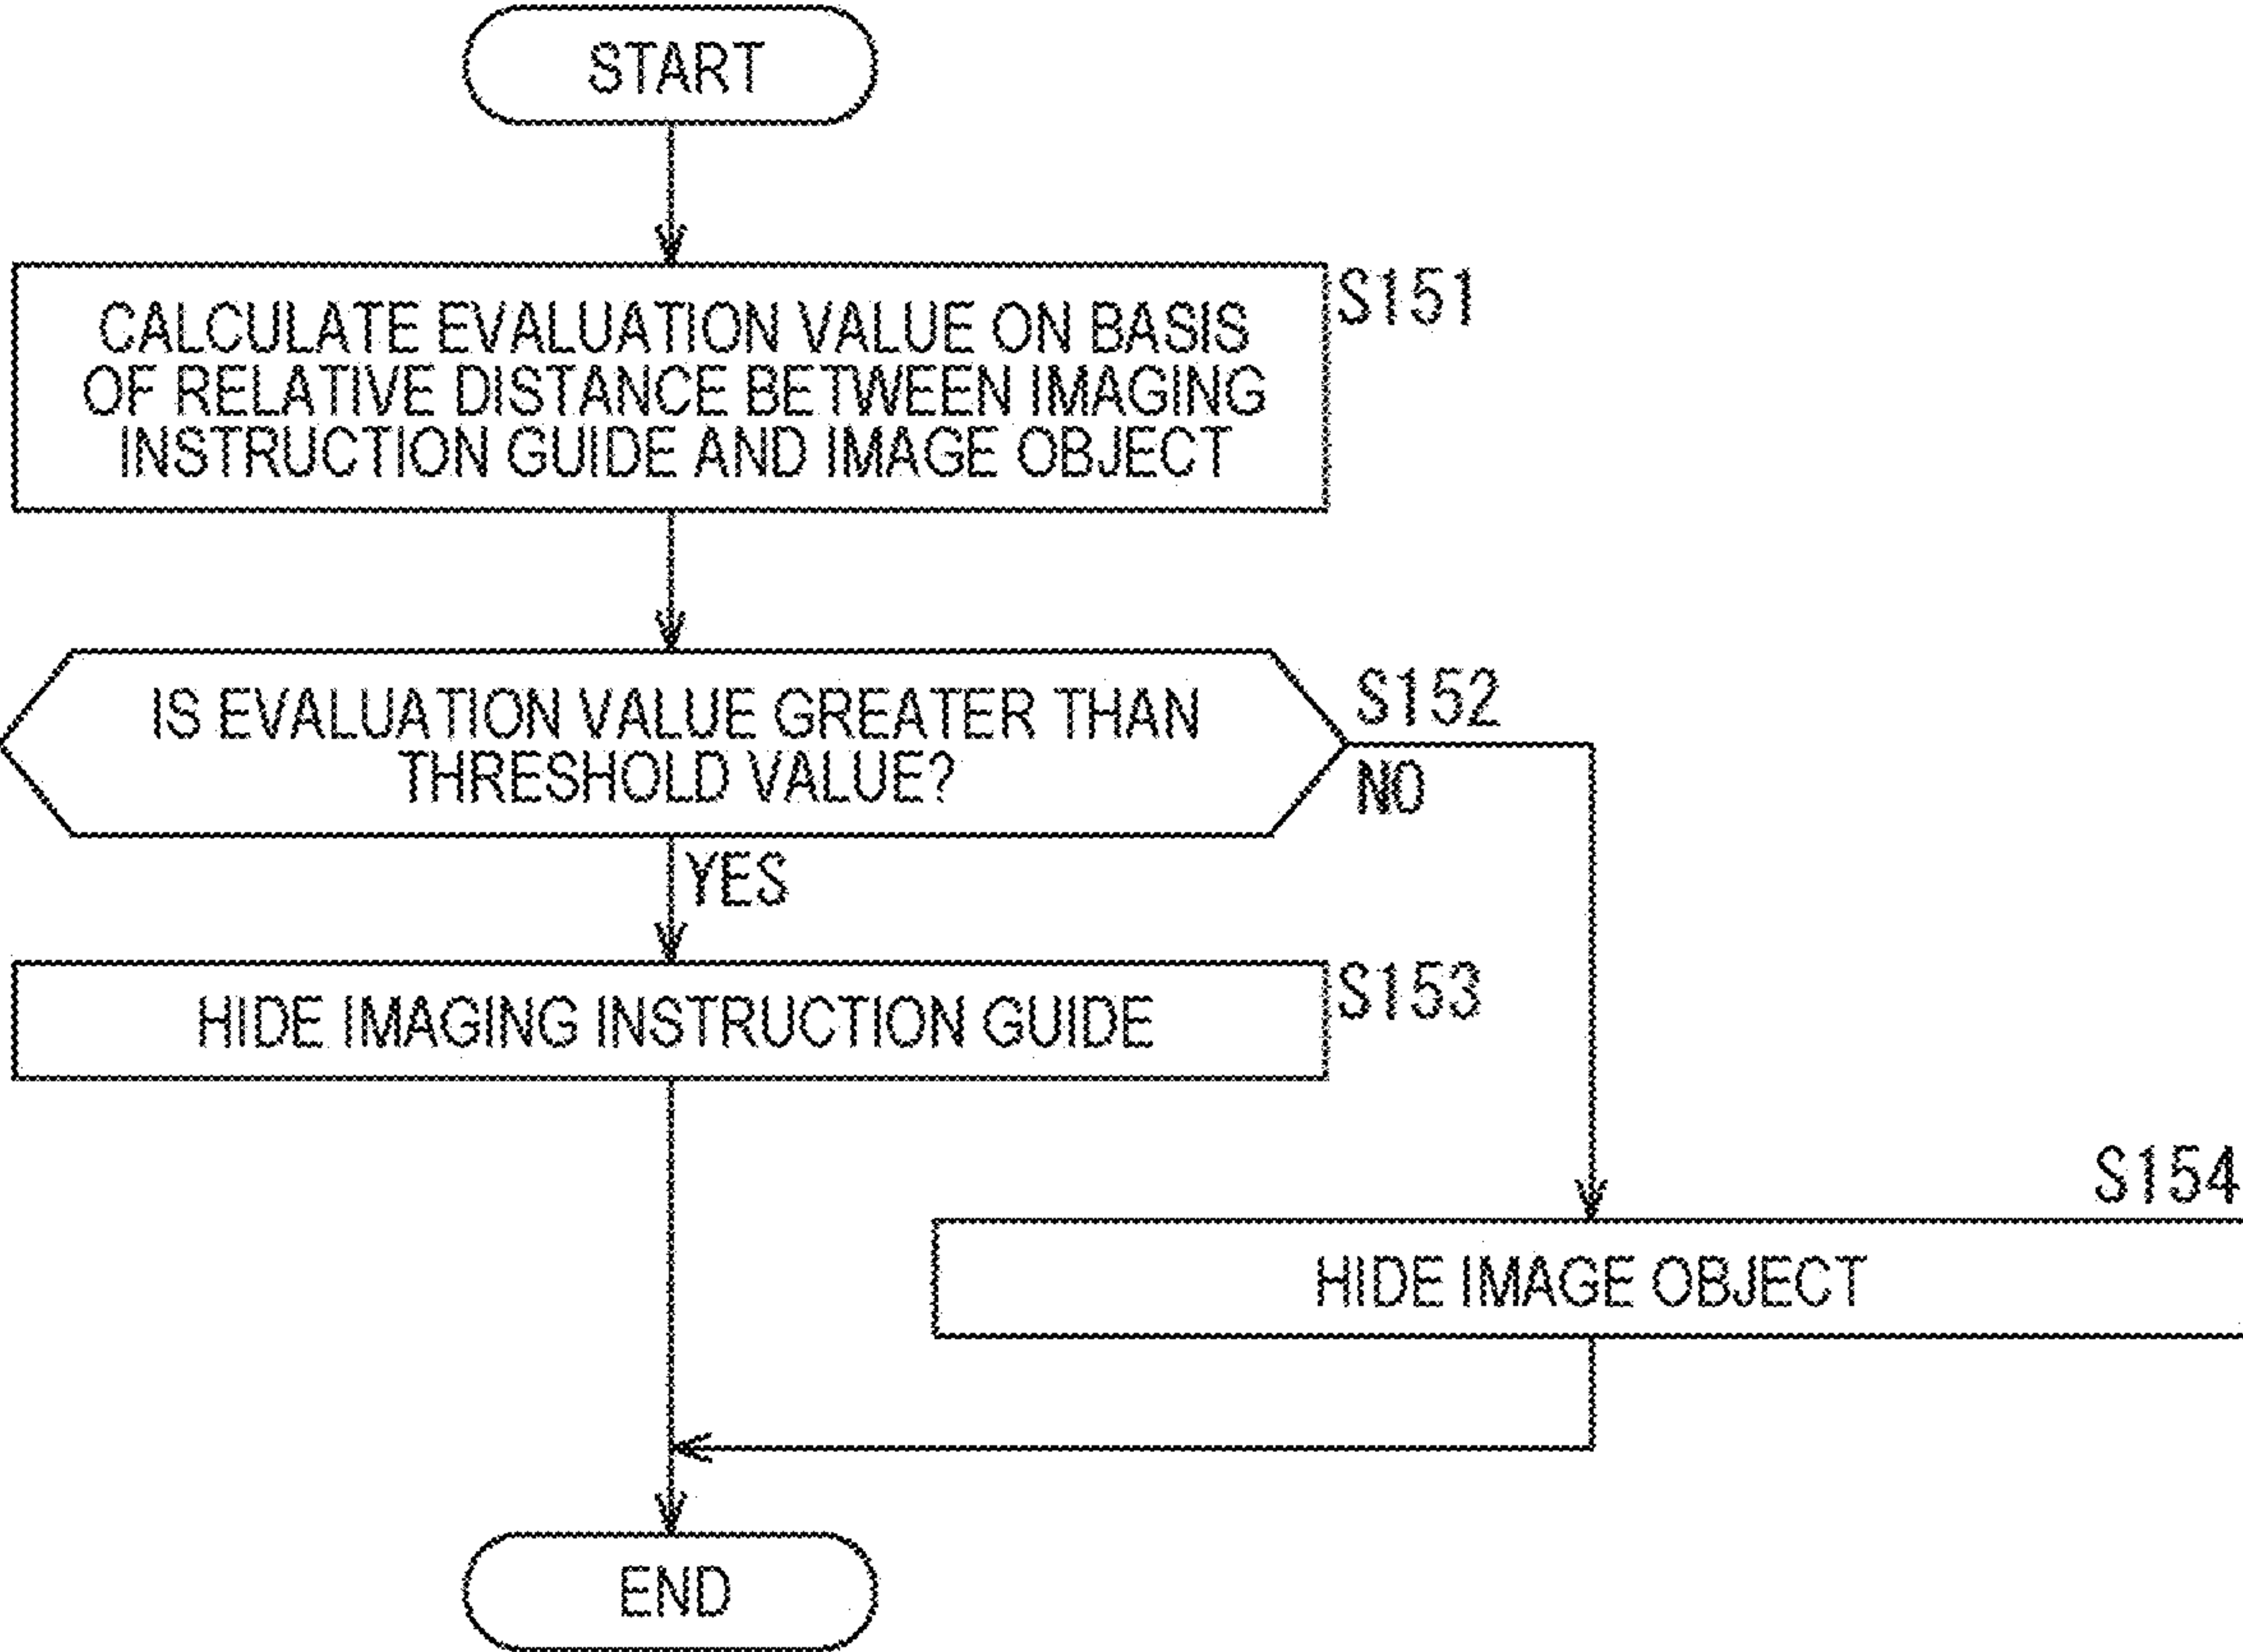 START
S151
CALCULATE EVALUATION VALUE ON BASIS
OF RELATIVE DISTANCE BETWEEN IMAGING
INSTRUCTION GUIDE AND IMAGE OBJECT
S152
IS EVALUATION VALUE GREATER THAN
THRESHOLD VALUE?
NO
YES
S153
HIDE IMAGING INSTRUCTION GUIDE
S154
HIDE IMAGE OBJECT
END